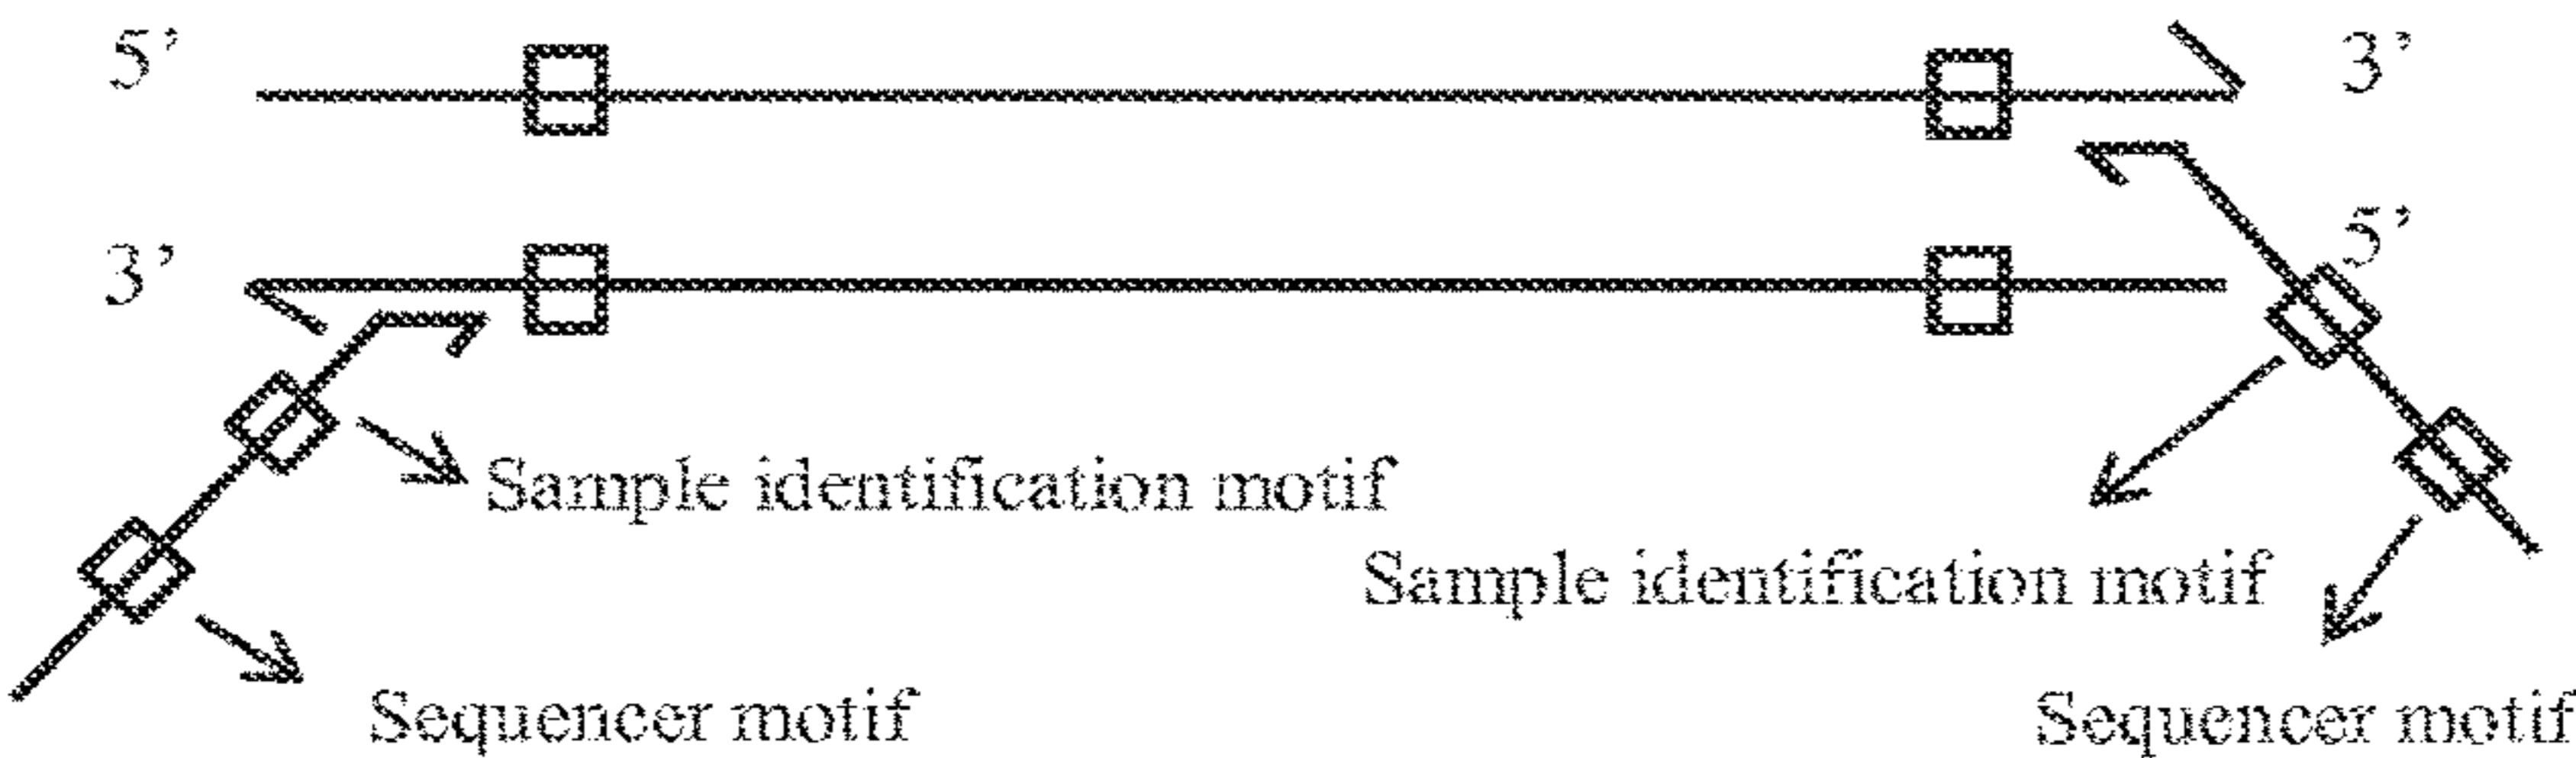 5’
3’
3’
5’
Sample identification motif
Sample identification motif
Sequencer motif
Sequencer motif